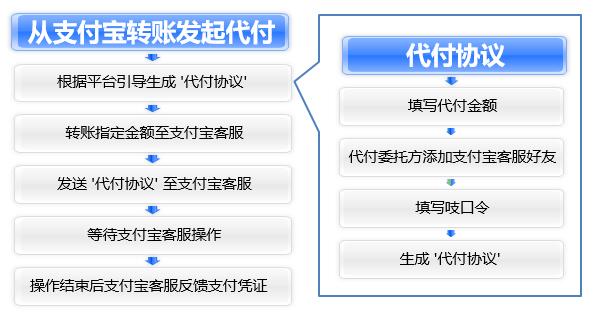 从支付宝转账发起代付
根据平台引导生成 '代付协议'
转账指定金额至支付宝客服
发送 '代付协议' 至支付宝客服
等待支付宝客服操作
操作结束后支付宝客服反馈支付凭证
代付协议
填写代付金额
代付委托方添加支付宝客服好友
填写吱口令
生成 '代付协议'